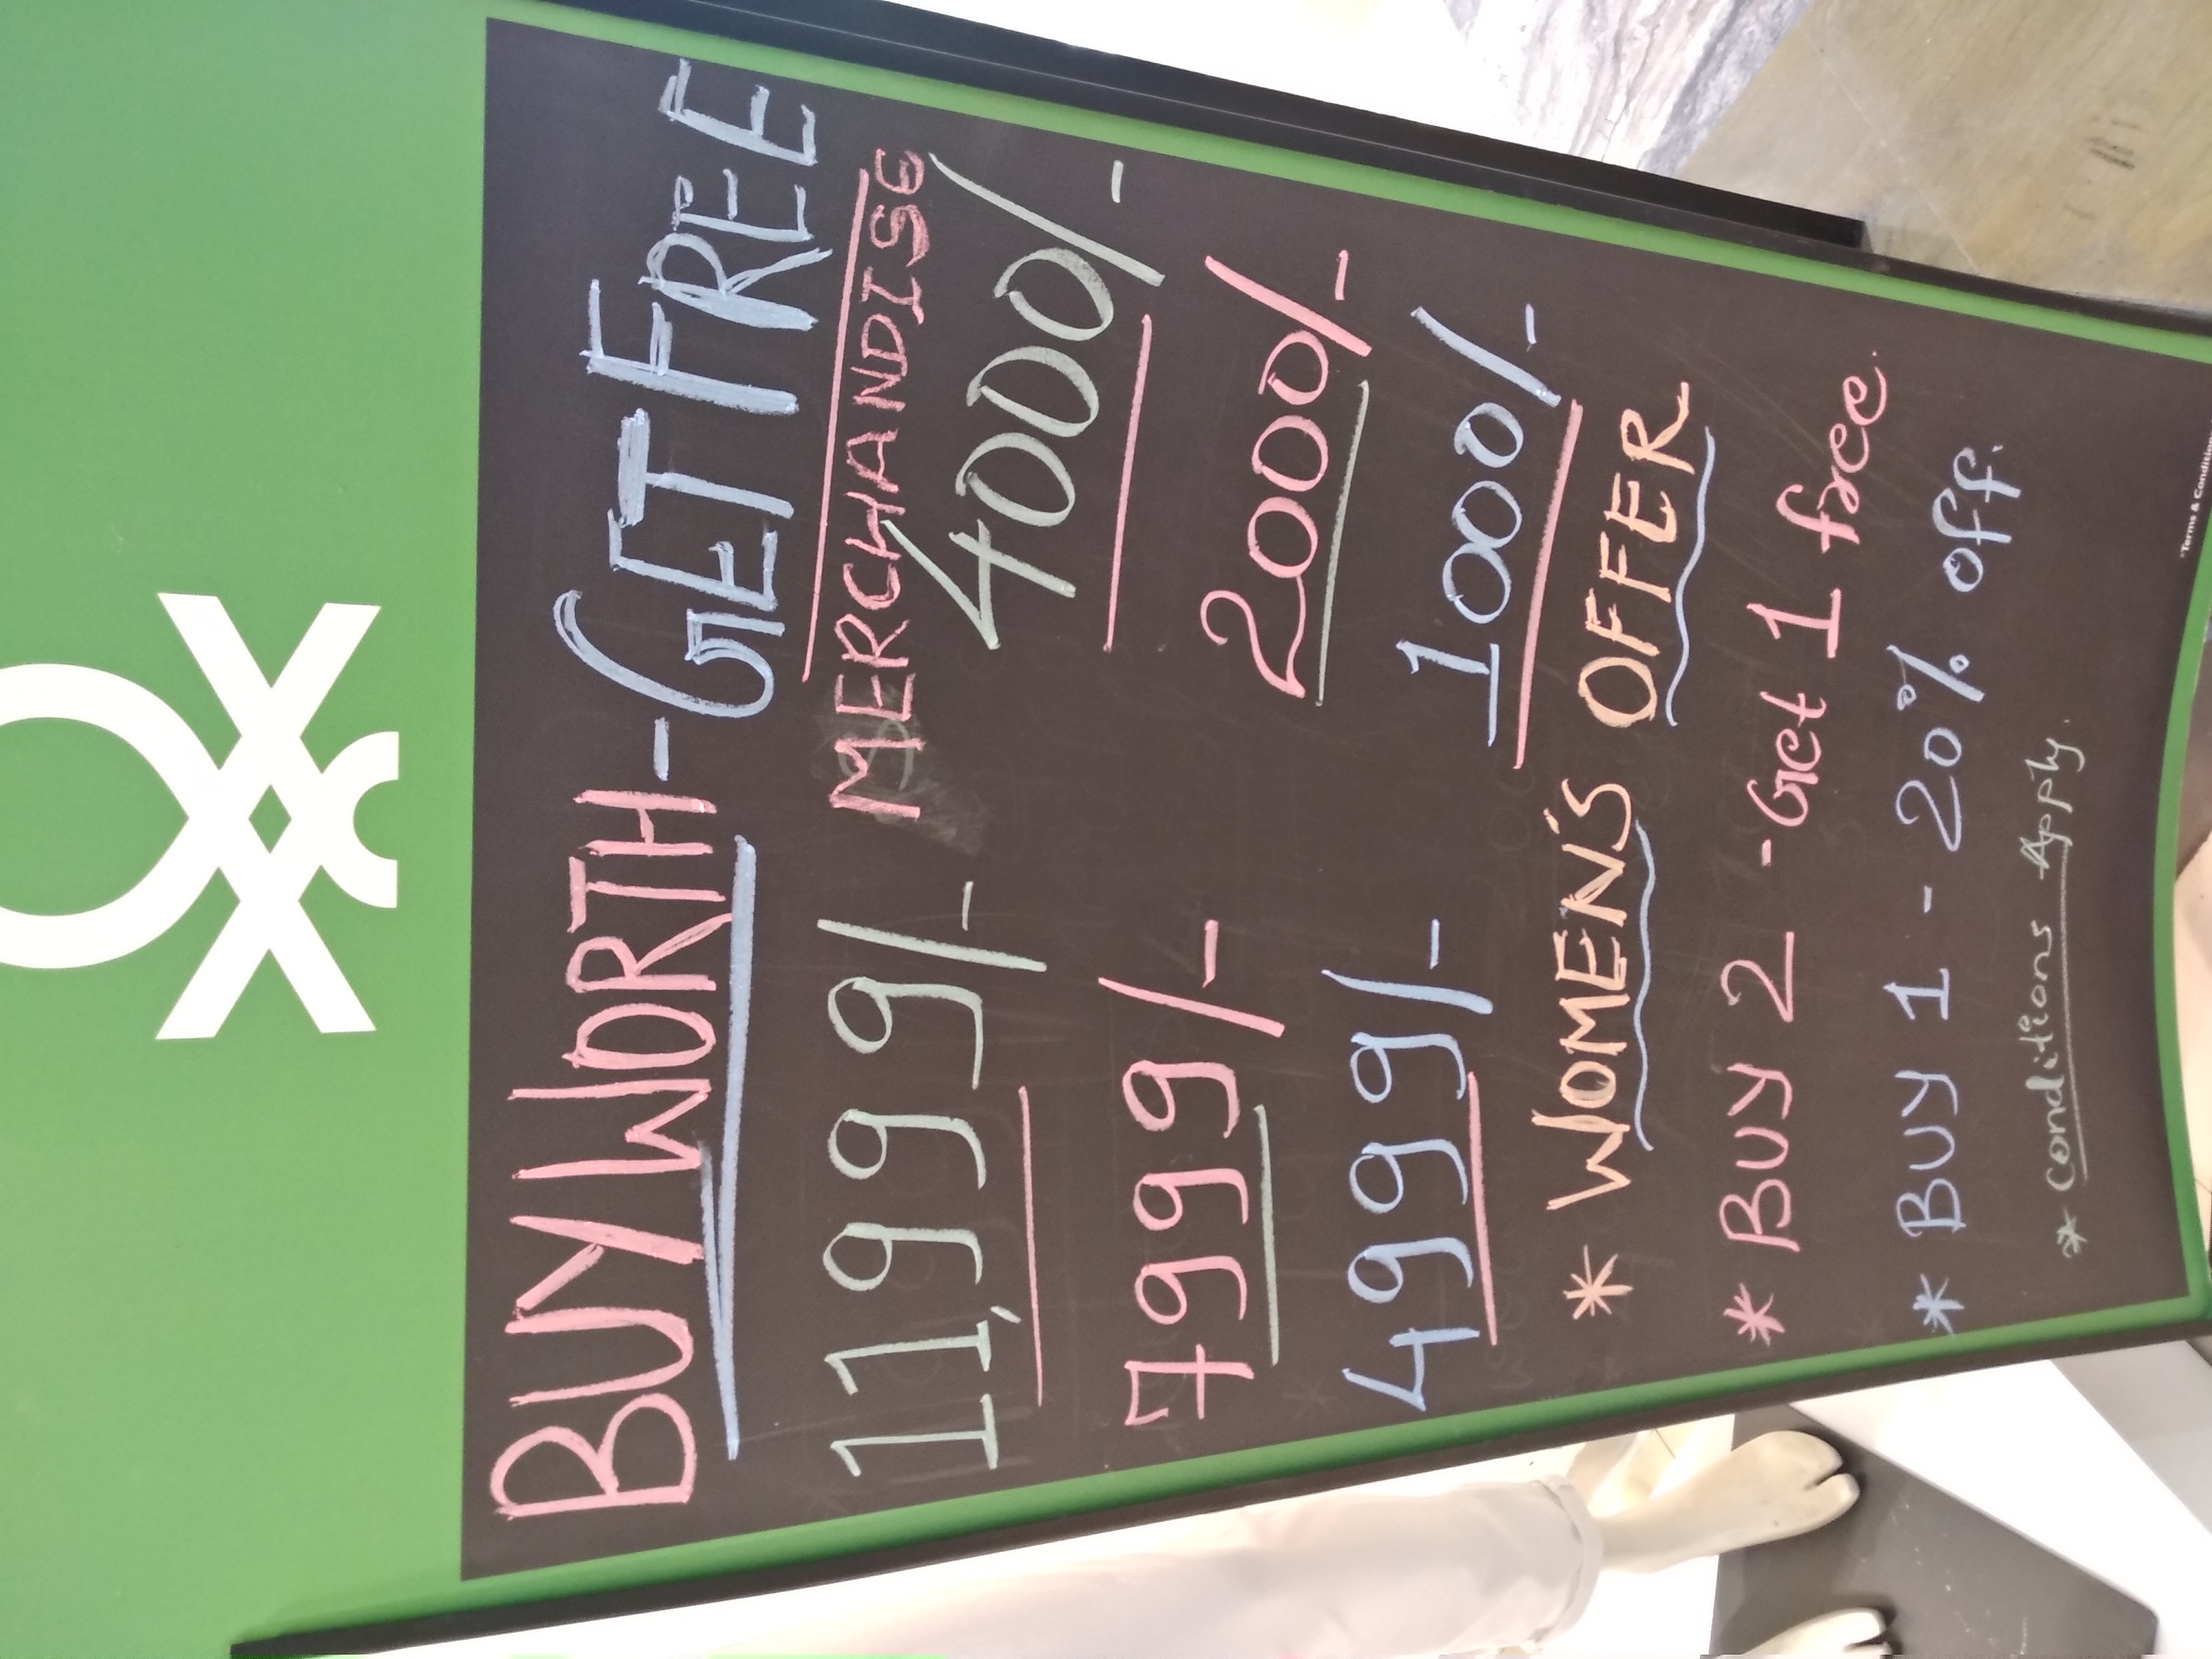 BUY WORTH - GET FREE
MERCHANDISE
11,999/- 4000/-
7999/- 2000/-
4999/- 1000/-
* WOMEN'S OFFER
* BUY 2 - Get 1 free.
* BUY 1 - 20% off.
* Conditions Apply.
*Terms & Condition